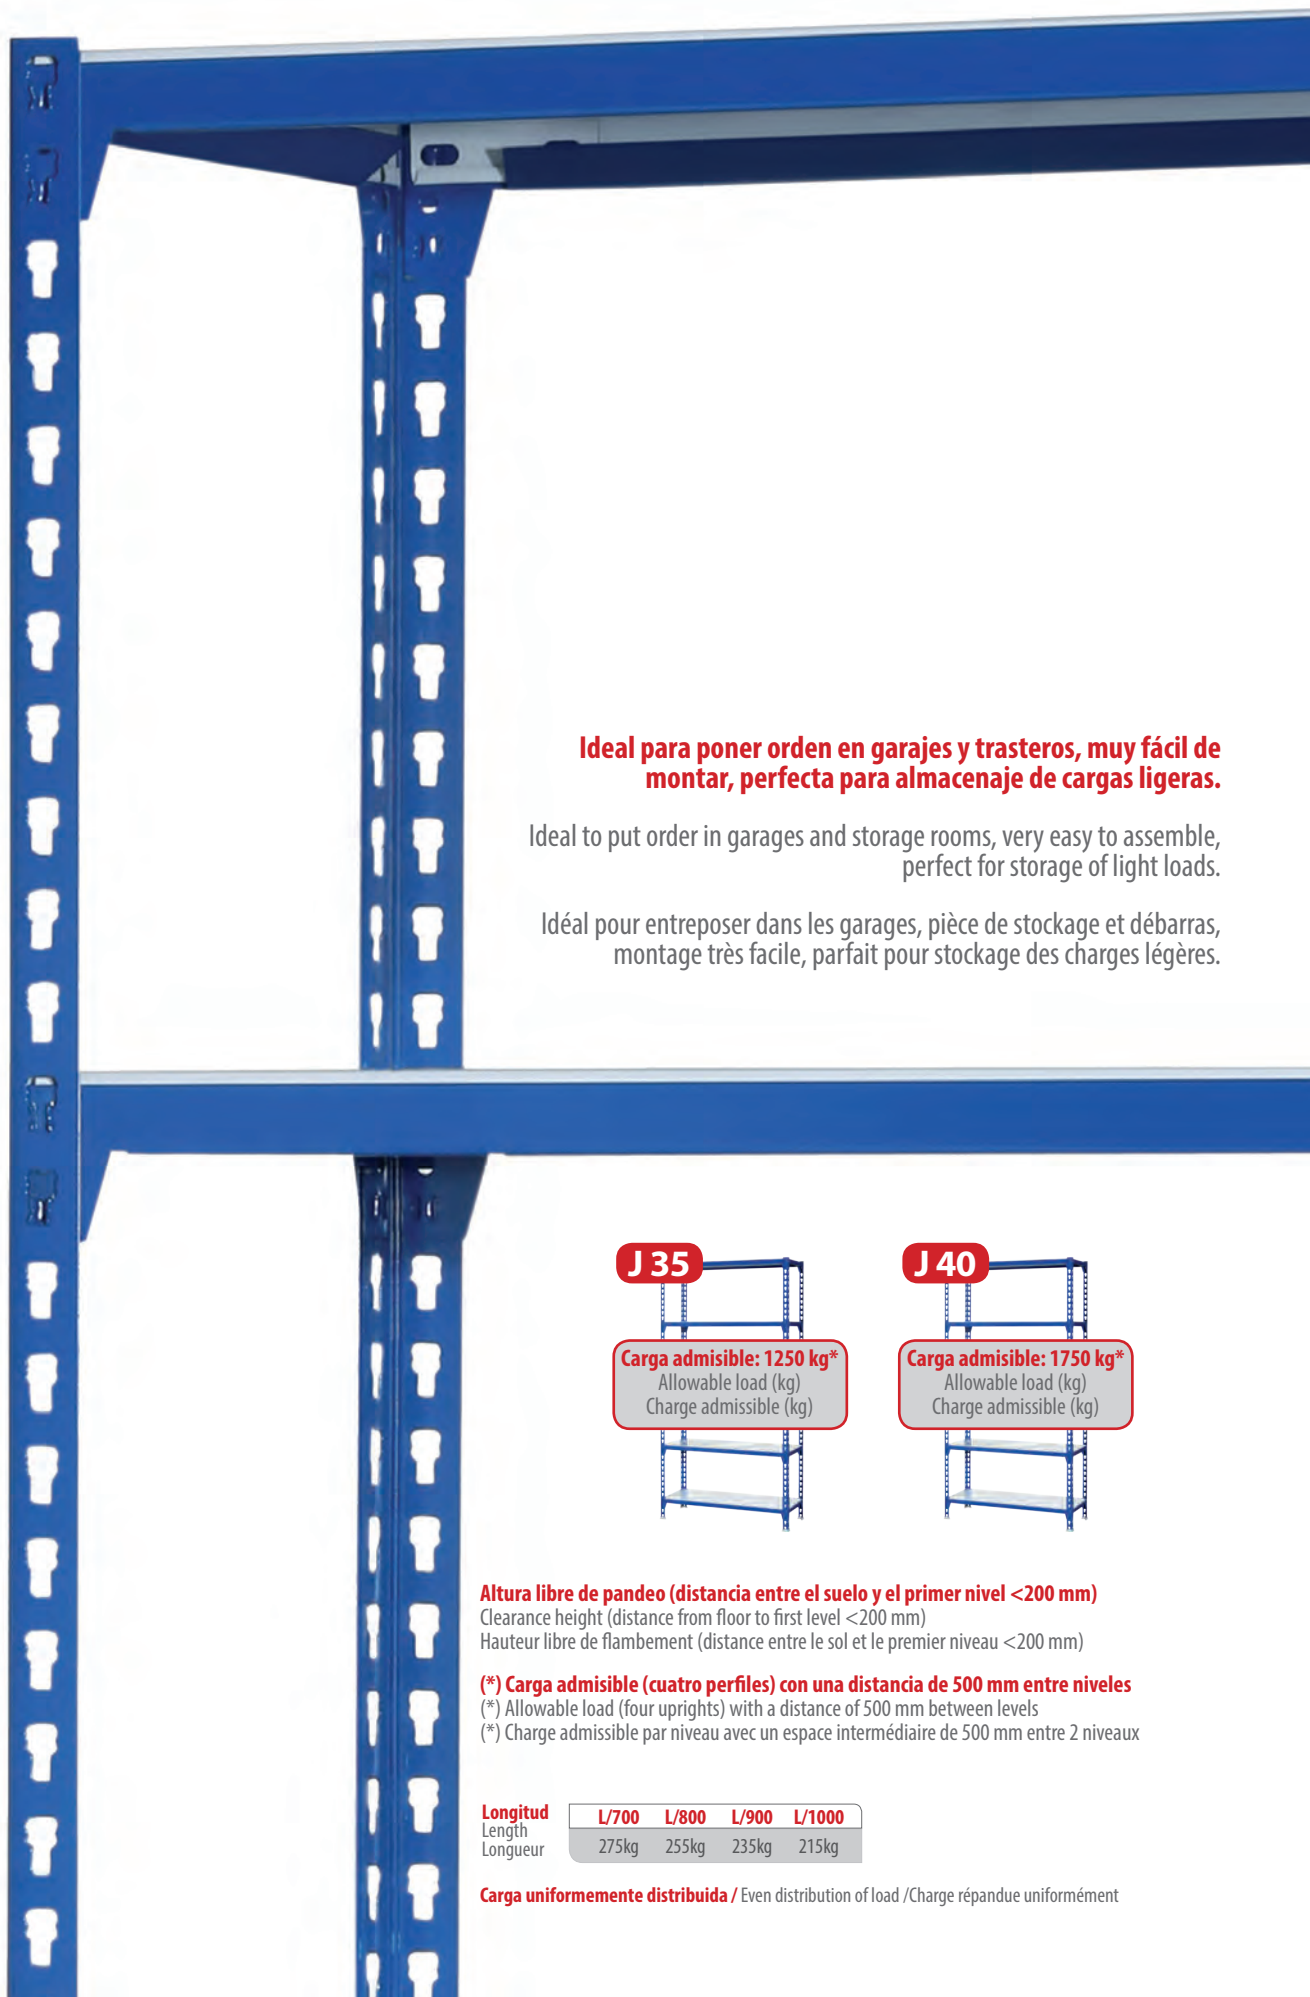 Ideal para poner orden en garajes y trasteros, muy fácil de
montar, perfecta para almacenaje de cargas ligeras.
Ideal to put order in garages and storage rooms, very easy to assemble,
perfect for storage of light loads.
Idéal pour entreposer dans les garages, pièce de stockage et débarras,
montage très facile, parfait pour stockage des charges légères.
J 35
Carga admisible: 1250 kg*
Allowable load (kg)
Charge admissible (kg)
J 40
Carga admisible: 1750 kg*
Allowable load (kg)
Charge admissible (kg)
Altura libre de pandeo (distancia entre el suelo y el primer nivel <200 mm)
Clearance height (distance from floor to first level <200 mm)
Hauteur libre de flambement (distance entre le sol et le premier niveau <200 mm)
(*) Carga admisible (cuatro perfiles) con una distancia de 500 mm entre niveles
(*) Allowable load (four uprights) with a distance of 500 mm between levels
(*) Charge admissible par niveau avec un espace intermédiaire de 500 mm entre 2 niveaux
Longitud
Length
Longueur
L/700 L/800 L/900 L/1000
275kg 255kg 235kg 215kg
Carga uniformemente distribuida / Even distribution of load /Charge répandue uniformément